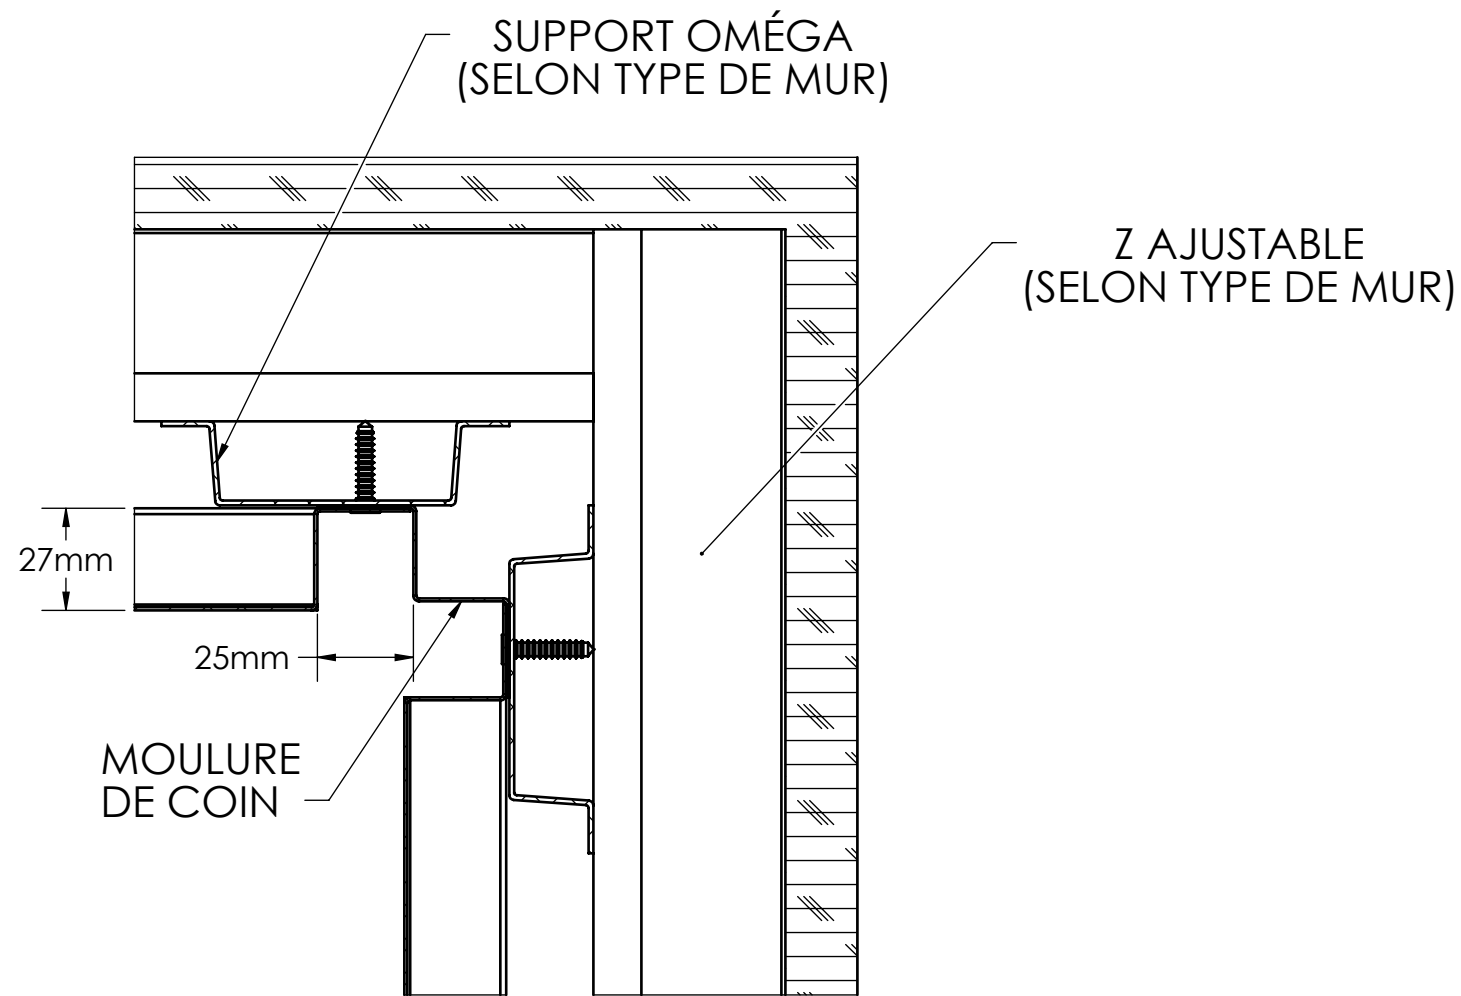 SUPPORT OMÉGA
(SELON TYPE DE MUR)
Z AJUSTABLE
(SELON TYPE DE MUR)
27mm
25mm
MOULURE
DE COIN